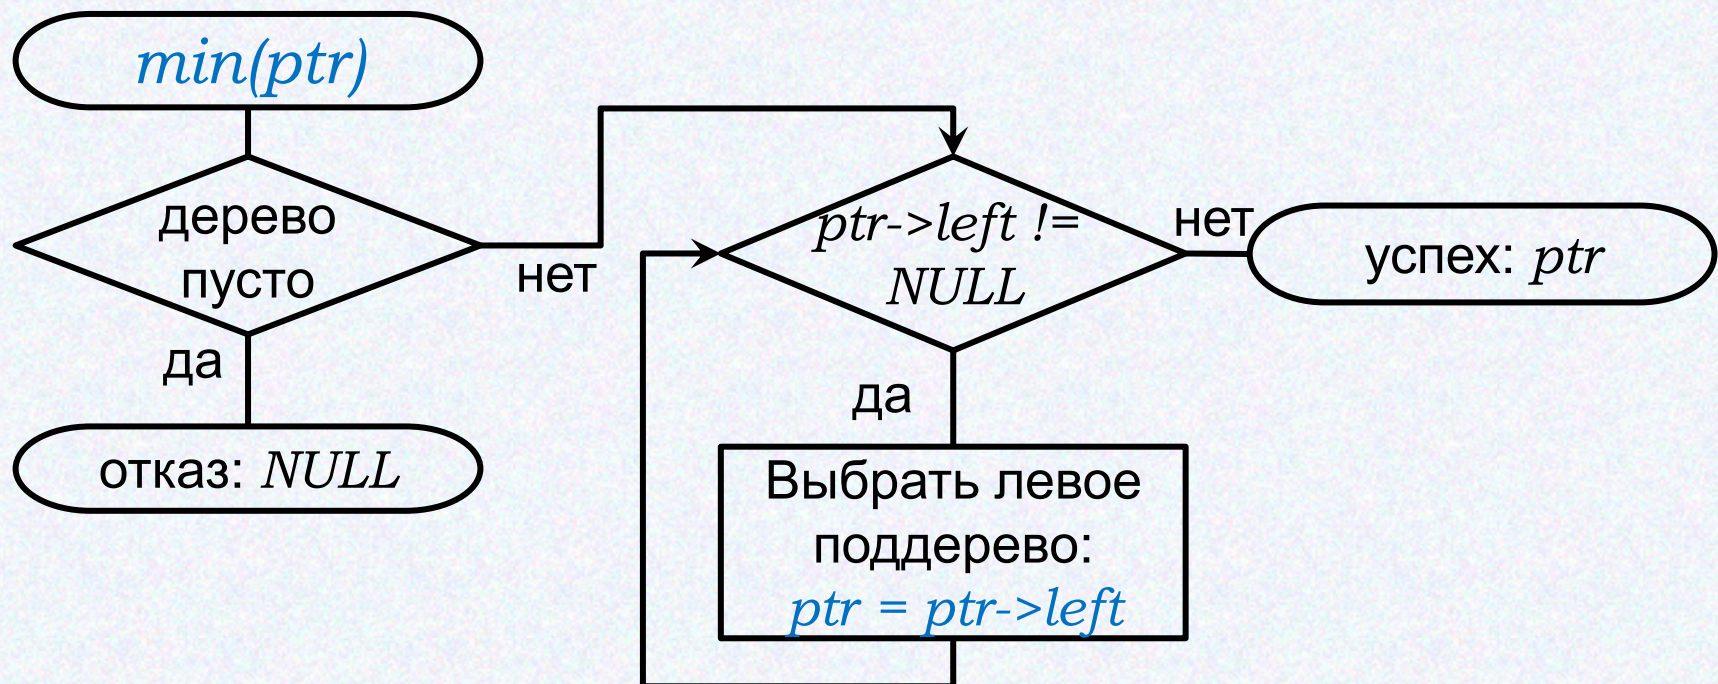 min(ptr)
дерево
пусто
нет
да
отказ: NULL
ptr->left !=
NULL
нет
успех: ptr
да
Выбрать левое
поддерево:
ptr = ptr->left